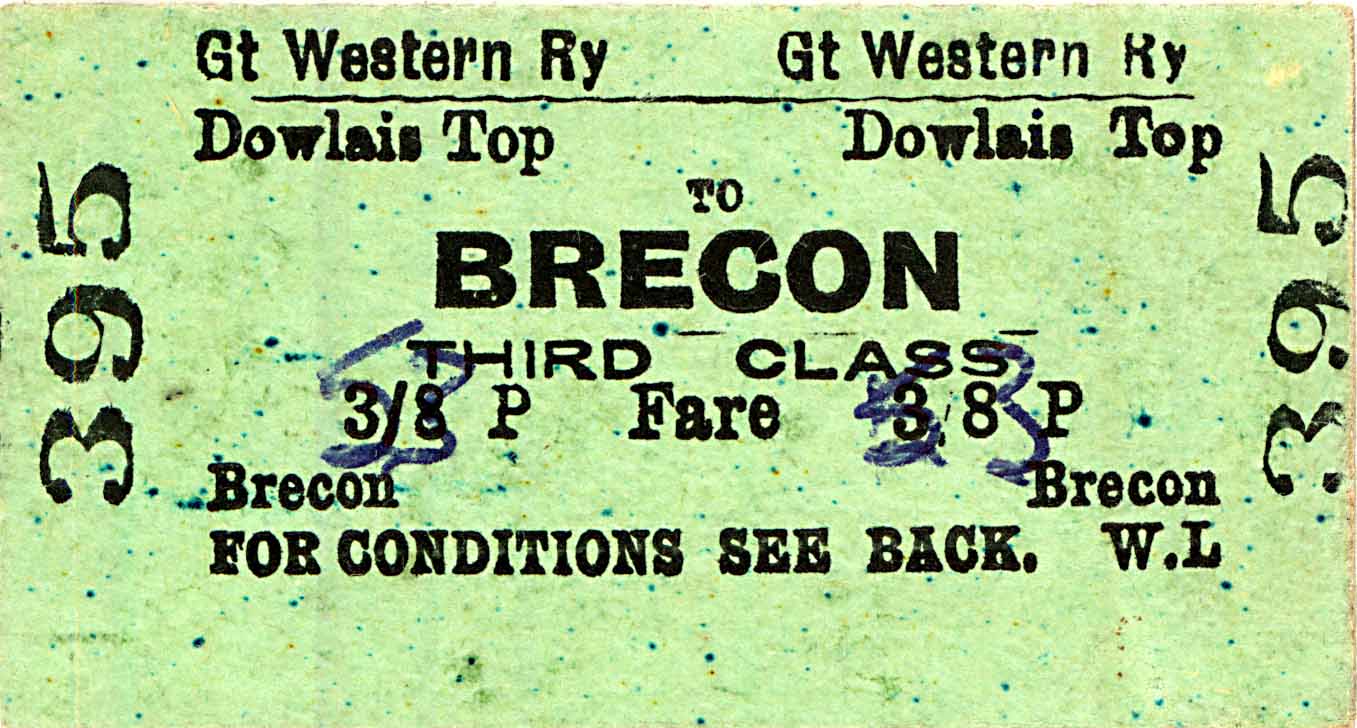 Gt Western Ry Gt Western Ry
Dowlais Top Dowlais Top
TO
BRECON
THIRD CLASS
3/8 P Fare 3/8 P
Brecon Brecon
FOR CONDITIONS SEE BACK. W.L
395 395